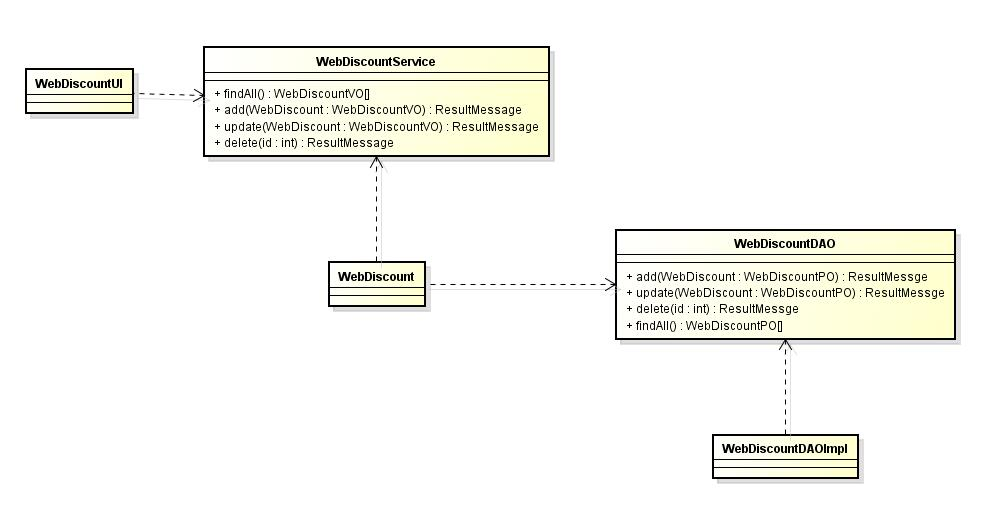 WebDiscountUI
WebDiscountService
+ findAll() : WebDiscountVO[]
+ add(WebDiscount : WebDiscountVO) : ResultMessage
+ update(WebDiscount : WebDiscountVO) : ResultMessage
+ delete(id : int) : ResultMessage
WebDiscount
WebDiscountDAO
+ add(WebDiscount : WebDiscountPO) : ResultMessge
+ update(WebDiscount : WebDiscountPO) : ResultMessge
+ delete(id : int) : ResultMessge
+ findAll() : WebDiscountPO[]
WebDiscountDAOImpl